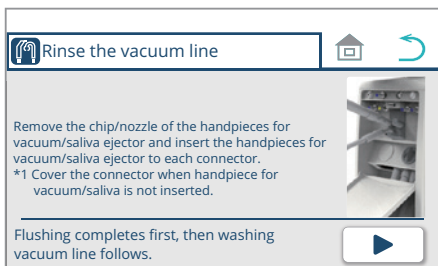 Rinse the vacuum line
Remove the chip/nozzle of the handpieces for
vacuum/saliva ejector and insert the handpieces for
vacuum/saliva ejector to each connector.
*1 Cover the connector when handpiece for
vacuum/saliva is not inserted.
Flushing completes first, then washing
vacuum line follows.